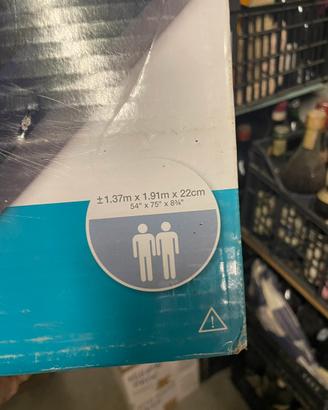 ±1.37m x 1.91m x 22cm
54" x 75" x 8¾"